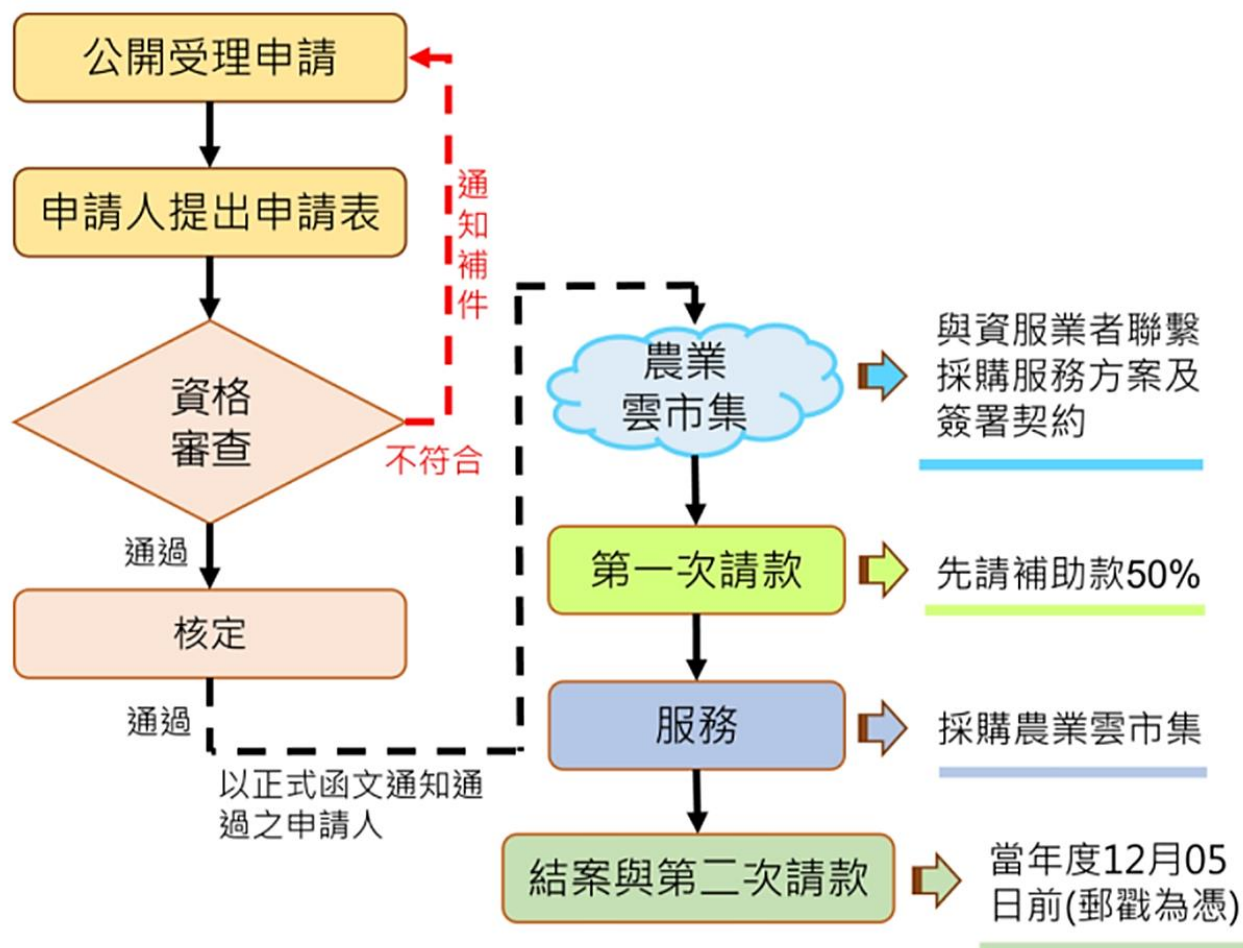 公開受理申請
申請人提出申請表
通知補件
資格
審查
不符合
通過
核定
通過
以正式函文通知通
過之申請人
農業
雲市集
與資服業者聯繫
採購服務方案及
簽署契約
第一次請款
先請補助款50%
服務
採購農業雲市集
結案與第二次請款
當年度12月05
日前(郵戳為憑)